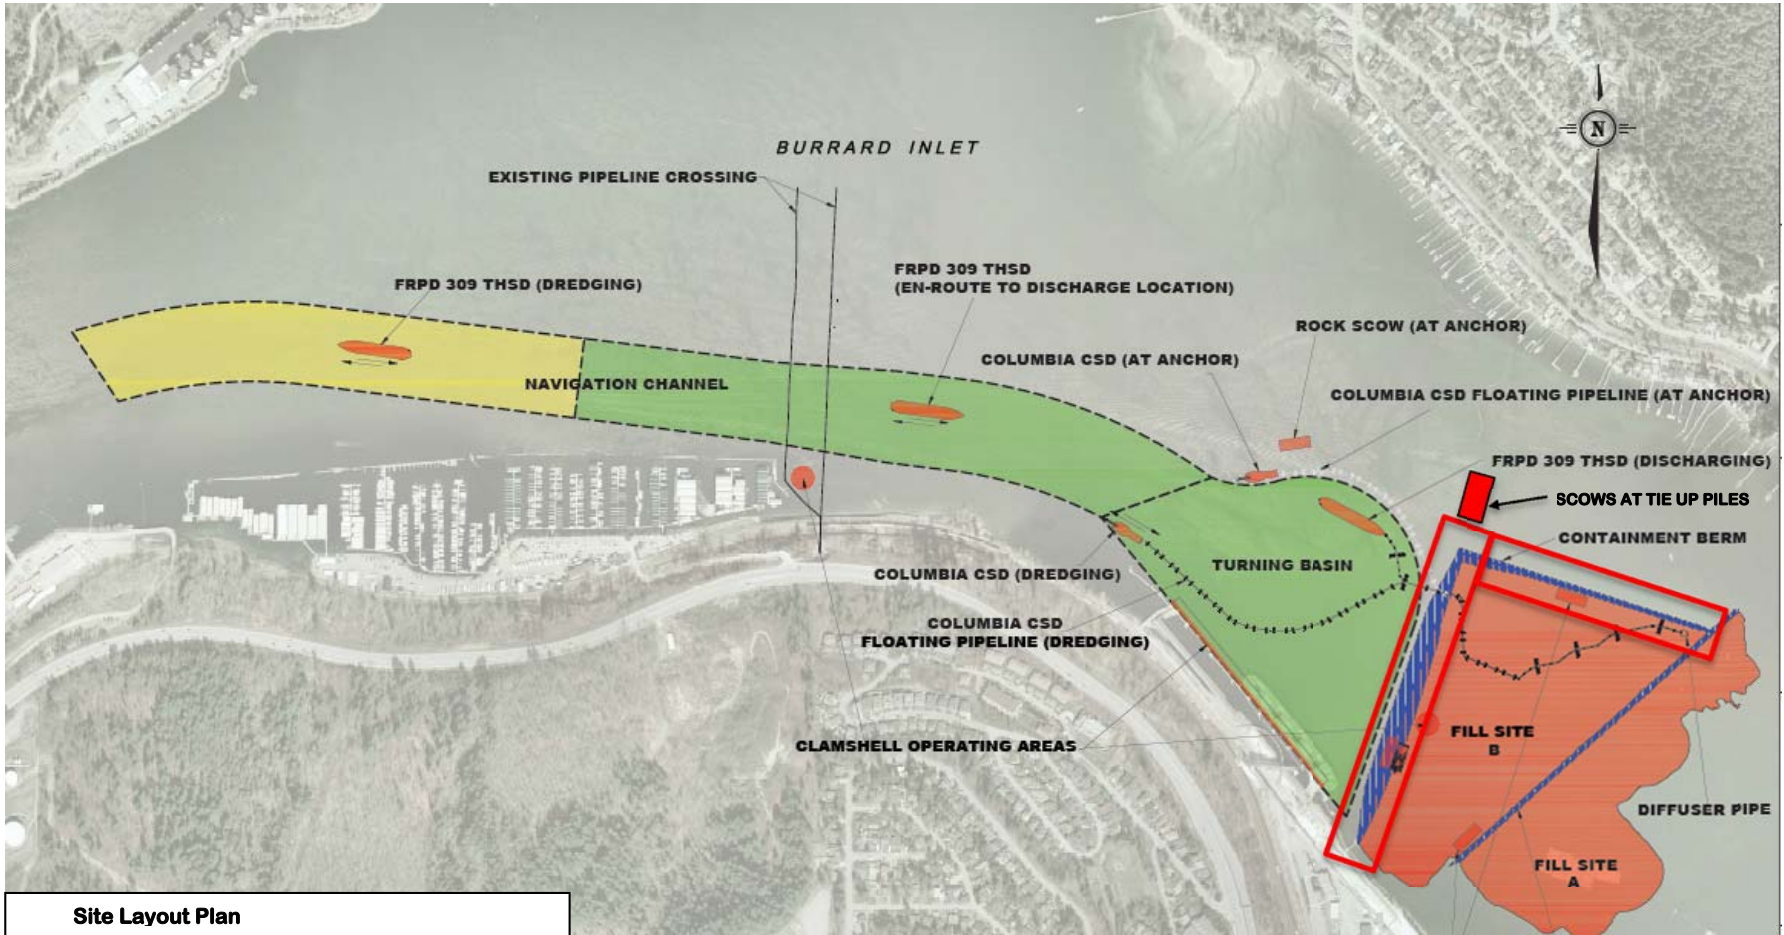 BURRARD INLET
EXISTING PIPELINE CROSSING
N
FRPD 309 THSD (DREDGING)
FRPD 309 THSD
(EN-ROUTE TO DISCHARGE LOCATION)
ROCK SCOW (AT ANCHOR)
COLUMBIA CSD (AT ANCHOR)
NAVIGATION CHANNEL
COLUMBIA CSD FLOATING PIPELINE (AT ANCHOR)
FRPD 309 THSD (DISCHARGING)
SCOWS AT TIE UP PILES
CONTAINMENT BERM
TURNING BASIN
COLUMBIA CSD (DREDGING)
COLUMBIA CSD
FLOATING PIPELINE (DREDGING)
CLAMSHELL OPERATING AREAS
FILL SITE
B
DIFFUSER PIPE
FILL SITE
A
Site Layout Plan